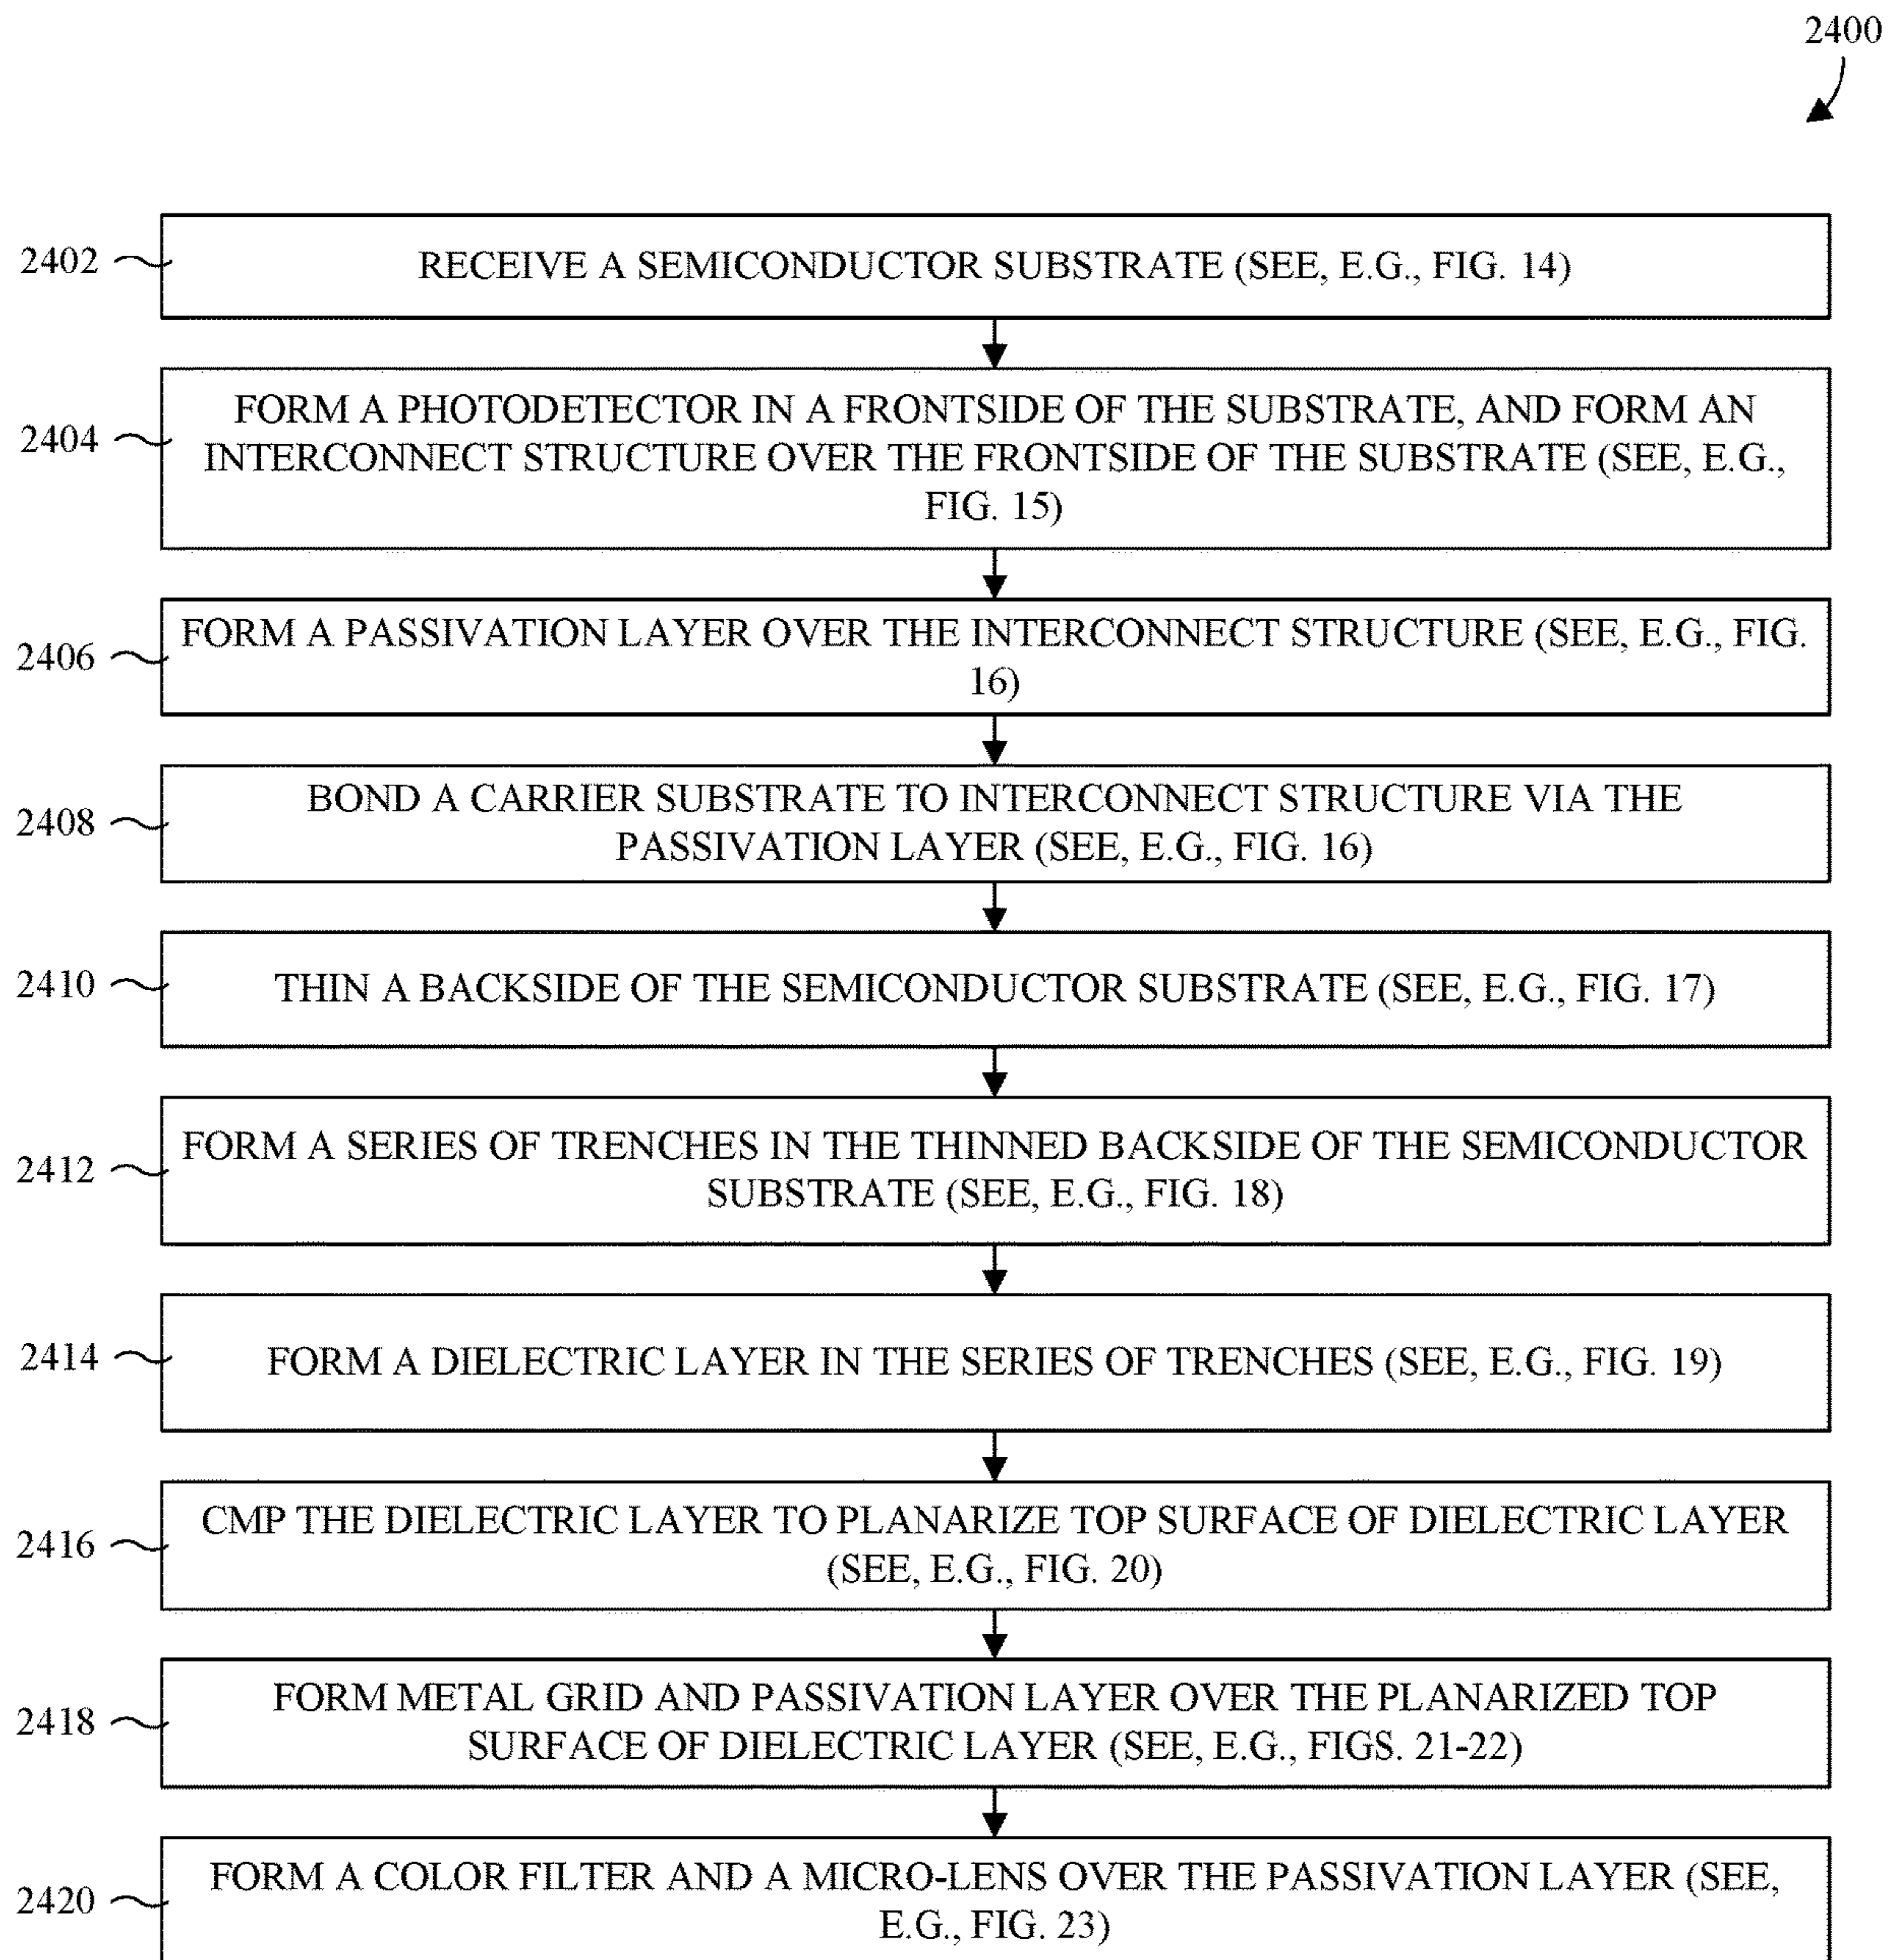 2400
2402
RECEIVE A SEMICONDUCTOR SUBSTRATE (SEE, E.G., FIG. 14)
2404
FORM A PHOTODETECTOR IN A FRONTSIDE OF THE SUBSTRATE, AND FORM AN
INTERCONNECT STRUCTURE OVER THE FRONTSIDE OF THE SUBSTRATE (SEE, E.G.,
FIG. 15)
2406
FORM A PASSIVATION LAYER OVER THE INTERCONNECT STRUCTURE (SEE, E.G., FIG.
16)
2408
BOND A CARRIER SUBSTRATE TO INTERCONNECT STRUCTURE VIA THE
PASSIVATION LAYER (SEE, E.G., FIG. 16)
2410
THIN A BACKSIDE OF THE SEMICONDUCTOR SUBSTRATE (SEE, E.G., FIG. 17)
2412
FORM A SERIES OF TRENCHES IN THE THINNED BACKSIDE OF THE SEMICONDUCTOR
SUBSTRATE (SEE, E.G., FIG. 18)
2414
FORM A DIELECTRIC LAYER IN THE SERIES OF TRENCHES (SEE, E.G., FIG. 19)
2416
CMP THE DIELECTRIC LAYER TO PLANARIZE TOP SURFACE OF DIELECTRIC LAYER
(SEE, E.G., FIG. 20)
2418
FORM METAL GRID AND PASSIVATION LAYER OVER THE PLANARIZED TOP
SURFACE OF DIELECTRIC LAYER (SEE, E.G., FIGS. 21-22)
2420
FORM A COLOR FILTER AND A MICRO-LENS OVER THE PASSIVATION LAYER (SEE,
E.G., FIG. 23)